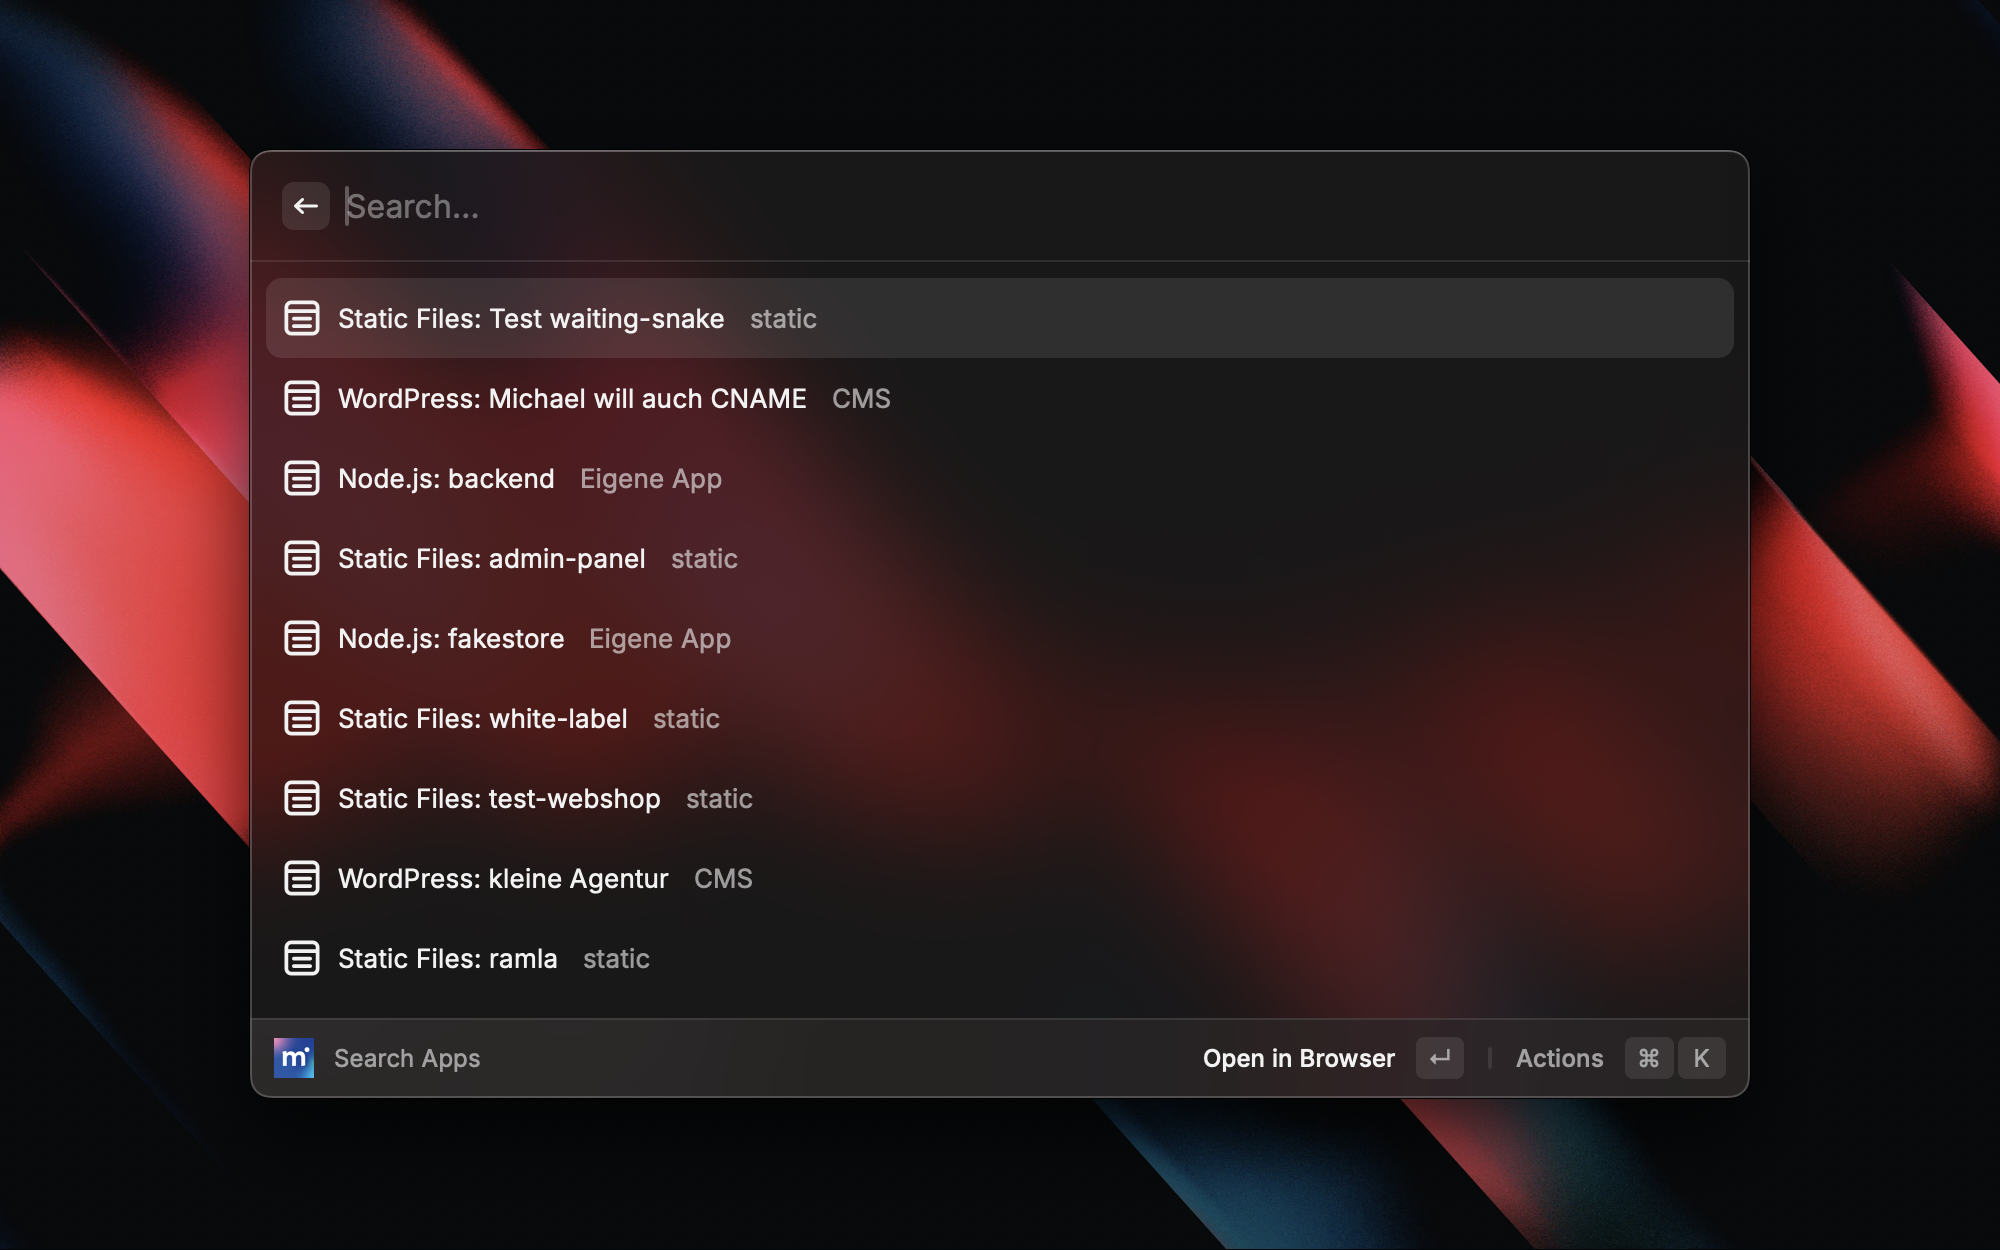 Search...
Static Files: Test waiting-snake static
WordPress: Michael will auch CNAME CMS
Node.js: backend Eigene App
Static Files: admin-panel static
Node.js: fakestore Eigene App
Static Files: white-label static
Static Files: test-webshop static
WordPress: kleine Agentur CMS
Static Files: ramla static
m Search Apps Open in Browser ↵ Actions ⌘ K